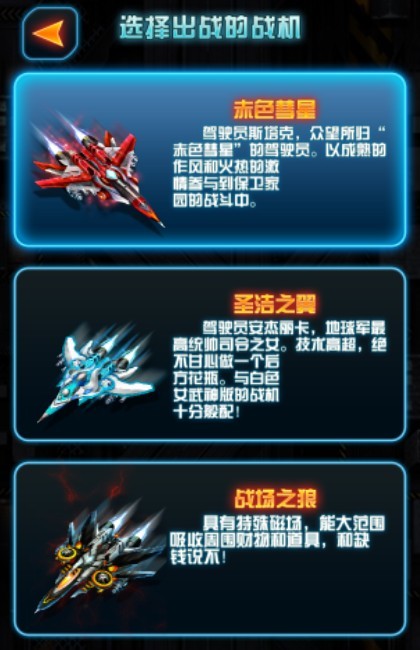 选择出战的战机
赤色彗星
驾驶员斯塔克，众望所归“
赤色彗星”的驾驶员。以成熟的
作风和火热的激
情参与到保卫家
园的战斗中。
圣洁之翼
驾驶员安杰丽卡，地球军最
高统帅司令之女。技术高超，绝
不甘心做一个后
方花瓶。与白色
女武神版的战机
十分般配！
战场之狼
具有特殊磁场，能大范围
吸收周围财物和道具，和缺
钱说不！